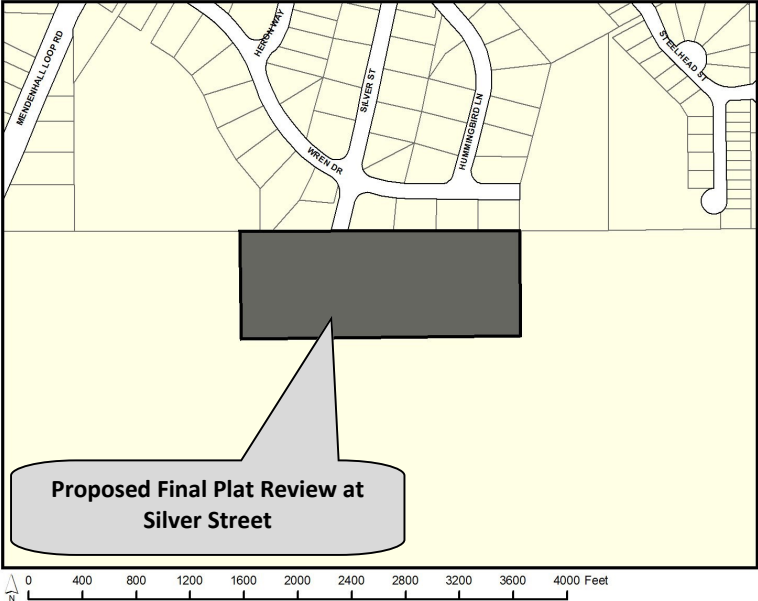 HERON WAY
MENDENHALL LOOP RD
SILVER ST
STEELHEAD ST
HUMMINGBIRD LN
WREN DR
Proposed Final Plat Review at
Silver Street
0 400 800 1200 1600 2000 2400 2800 3200 3600 4000 Feet
N